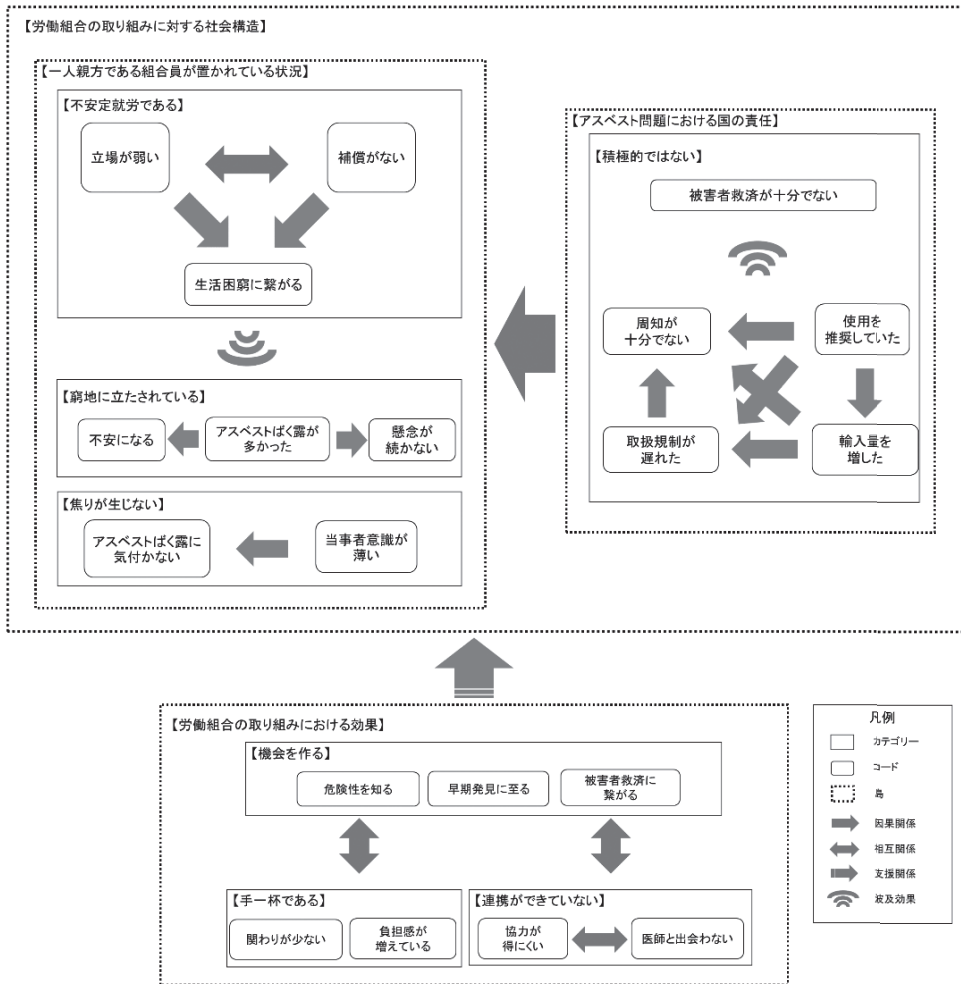 【労働組合の取り組みに対する社会構造】
【一人親方である組合員が置かれている状況】
【不安定就労である】
立場が弱い
補償がない
生活困窮に繋がる
【窮地に立たされている】
不安になる
アスベストばく露が
多かった
懸念が
続かない
【焦りが生じない】
アスベストばく露に
気付かない
当事者意識が
薄い
【アスベスト問題における国の責任】
【積極的ではない】
被害者救済が十分でない
周知が
十分でない
使用を
推奨していた
取扱規制が
遅れた
輸入量を
増した
【労働組合の取り組みにおける効果】
【機会を作る】
危険性を知る
早期発見に至る
被害者救済に
繋がる
【手一杯である】
関わりが少ない
負担感が
増えている
【連携ができていない】
協力が
得にくい
医師と出会わない
凡例
カテゴリー
コード
島
因果関係
相互関係
支援関係
波及効果